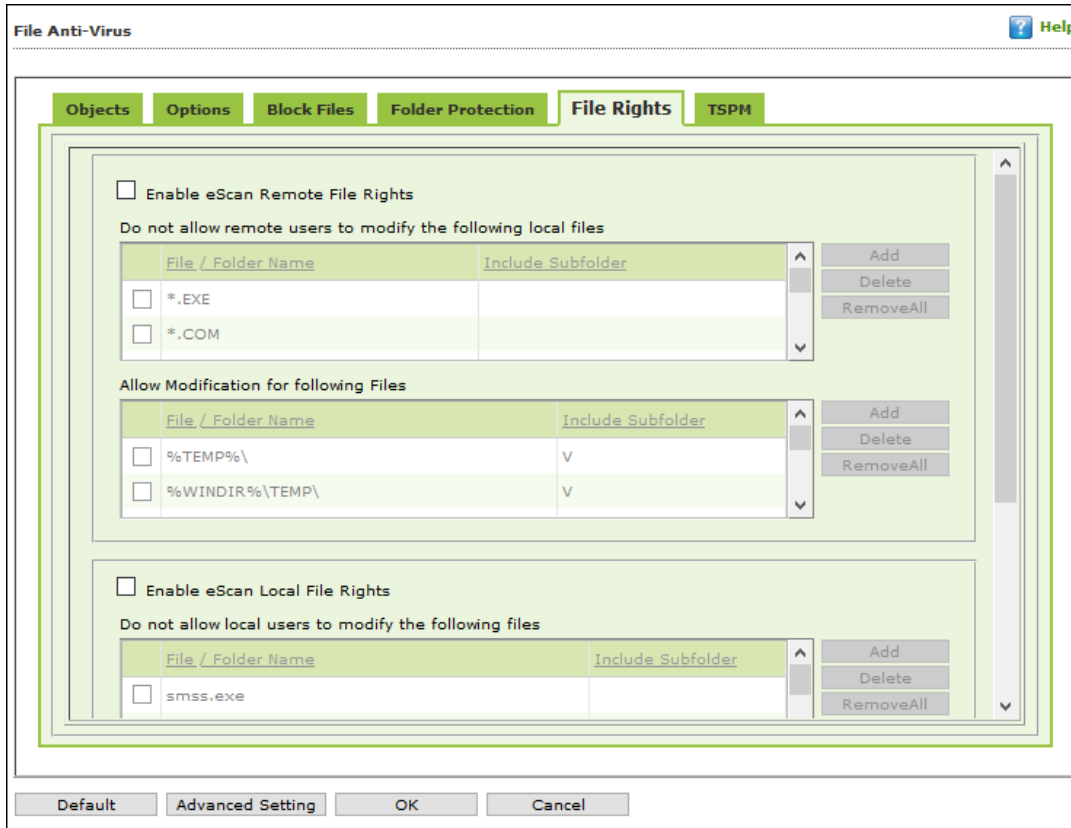 File Anti-Virus
Help
Objects Options Block Files Folder Protection File Rights TSPM
Enable eScan Remote File Rights
Do not allow remote users to modify the following local files
File / Folder Name Include Subfolder
*.EXE
*.COM
Add
Delete
RemoveAll
Allow Modification for following Files
File / Folder Name Include Subfolder
%TEMP%\ V
%WINDIR%\TEMP\ V
Add
Delete
RemoveAll
Enable eScan Local File Rights
Do not allow local users to modify the following files
File / Folder Name Include Subfolder
smss.exe
Add
Delete
RemoveAll
Default Advanced Setting OK Cancel